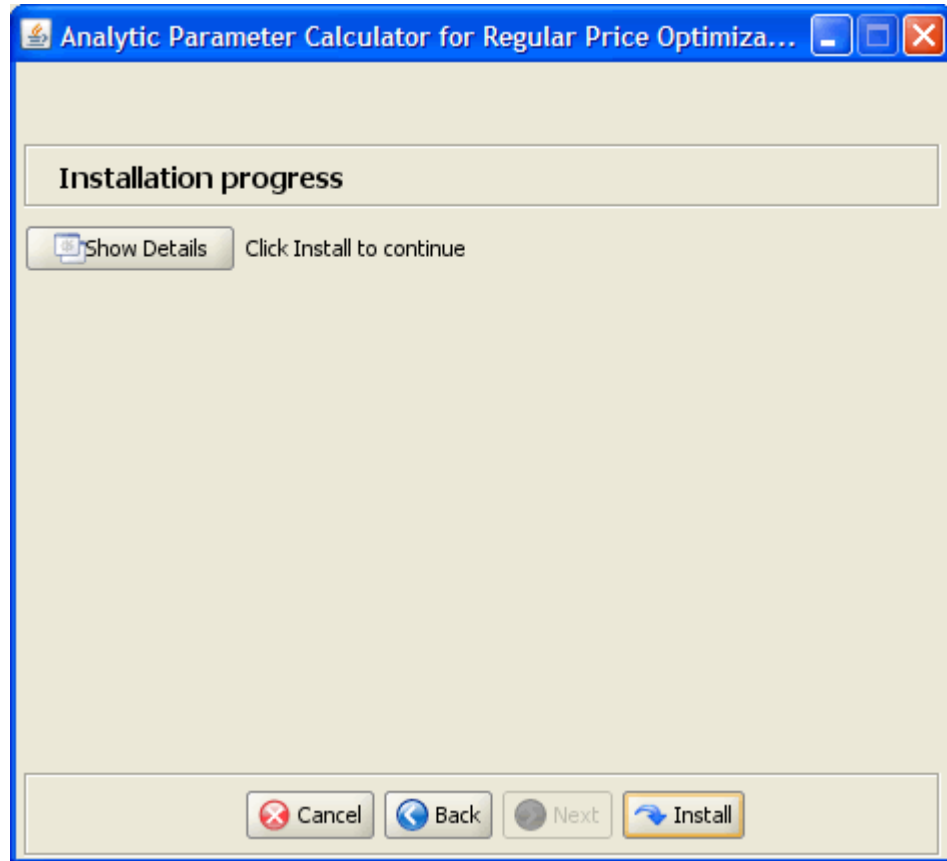 Analytic Parameter Calculator for Regular Price Optimiza...
Installation progress
Show Details Click Install to continue
Cancel Back Next Install